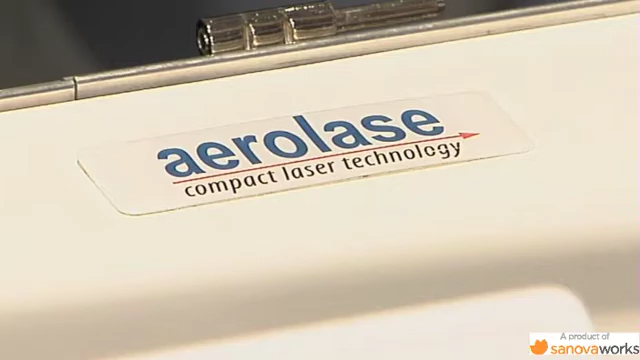 aerolase
compact laser technology
A product of
sanovaworks